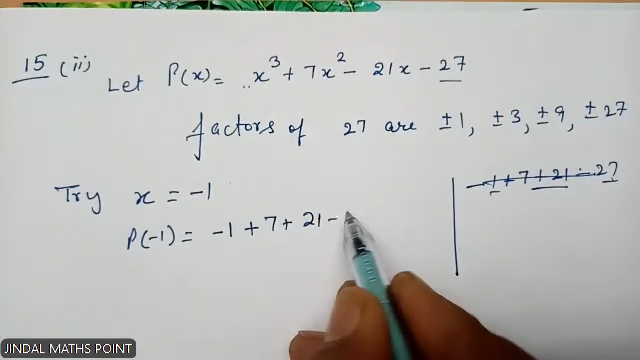 15 (ii) Let P(x) = x³ + 7x² - 21x - 27
factors of 27 are ±1, ±3, ±9, ±27
Try x = -1
P(-1) = -1 + 7 + 21 -
-1 + 7 + 21 - 27
JINDAL MATHS POINT